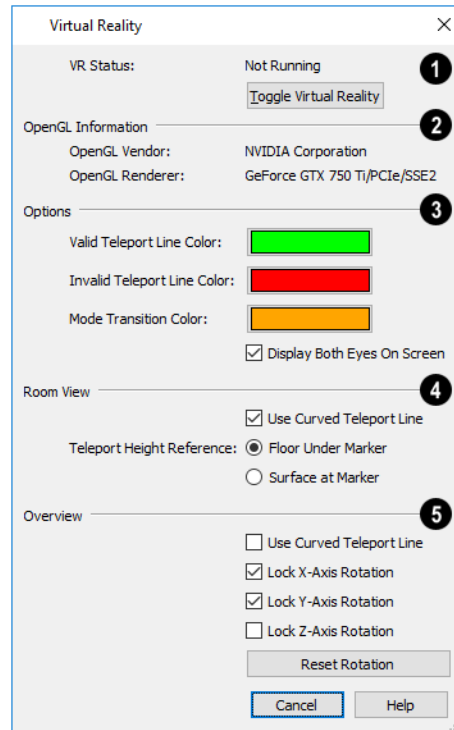 Virtual Reality
VR Status: Not Running 1
Toggle Virtual Reality
OpenGL Information 2
OpenGL Vendor: NVIDIA Corporation
OpenGL Renderer: GeForce GTX 750 Ti/PCIe/SSE2
Options 3
Valid Teleport Line Color:
Invalid Teleport Line Color:
Mode Transition Color:
Display Both Eyes On Screen
Room View 4
Use Curved Teleport Line
Teleport Height Reference: Floor Under Marker
Surface at Marker
Overview 5
Use Curved Teleport Line
Lock X-Axis Rotation
Lock Y-Axis Rotation
Lock Z-Axis Rotation
Reset Rotation
Cancel Help